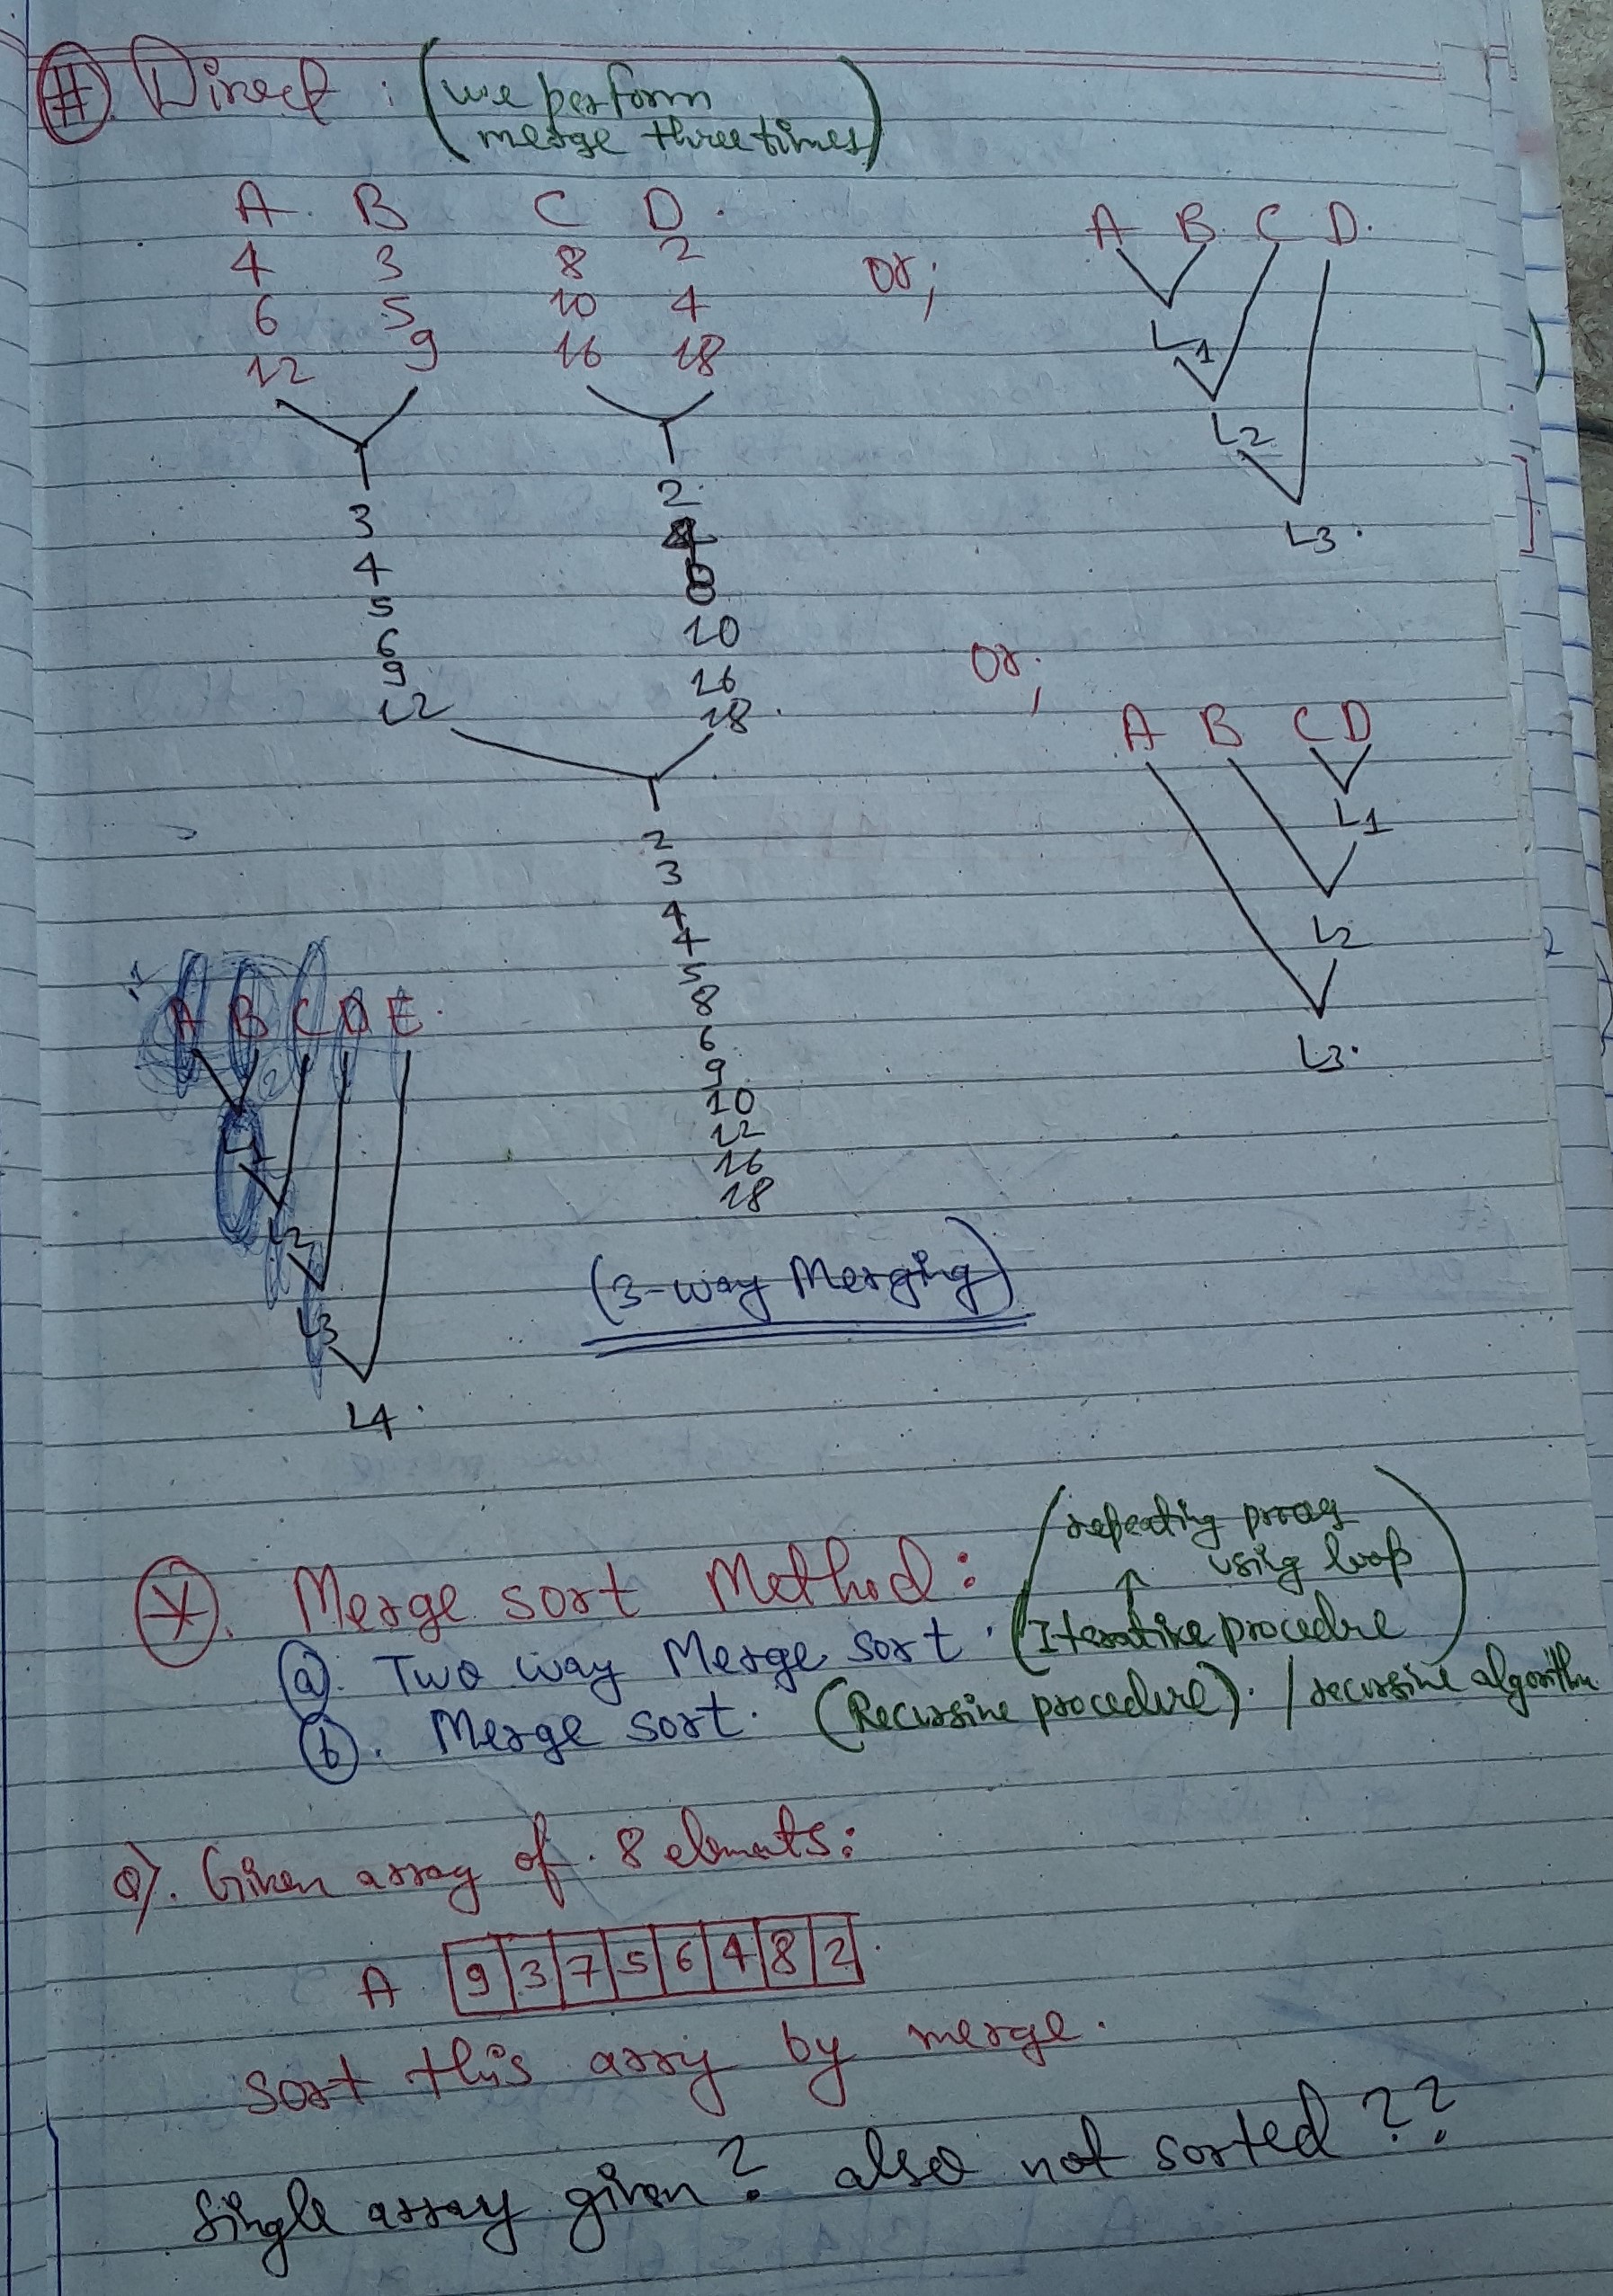 # Direct : (we perform
merge three times)
A B C D
4 3 8 2
6 5 10 4
12 9 16 18
or;
A B C D
L1
L2
L3
3
4
5
6
9
12
2
4
8
10
16
18
or;
A B C D
L1
L2
L3
2
3
4
4
5
8
6
9
10
12
16
18
A B C D E
L1
L2
L3
L4
(3-way Merging)
Merge sort Method:
(repeating
using loop
↑
a. Two way Merge sort. (Iterative procedure)
b. Merge sort. (Recursive procedure). / recursive algorithm
Q). Given array of 8 elments:
A 9 3 7 5 6 4 8 2
Sort this arry by merge.
Single array given? also not sorted ??